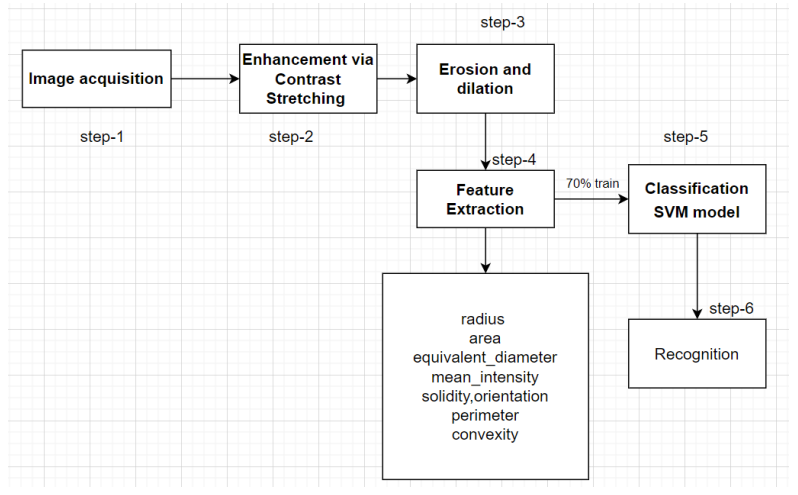 step-3
Image acquisition
Enhancement via
Contrast
Stretching
Erosion and
dilation
step-1
step-2
step-5
step-4
Feature
Extraction
70% train
Classification
SVM model
radius
area
equivalent_diameter
mean_intensity
solidity,orientation
perimeter
convexity
step-6
Recognition